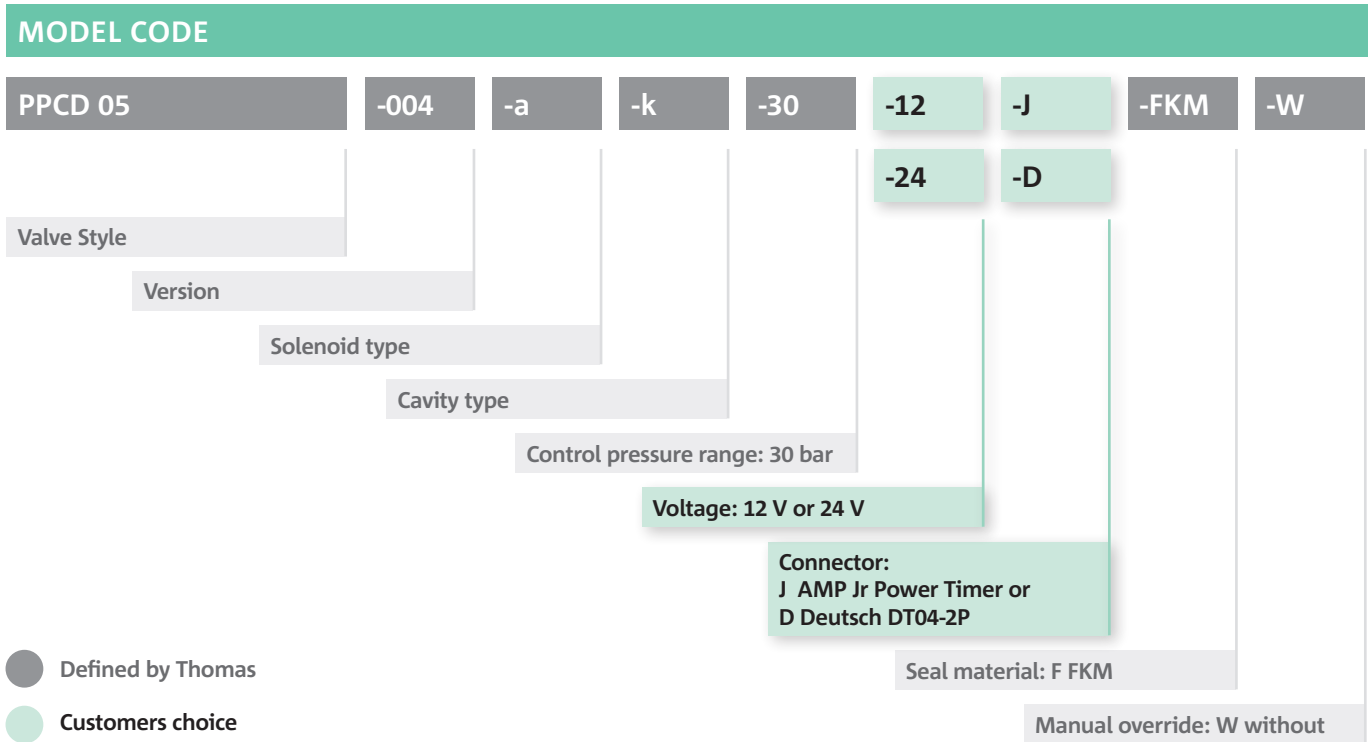 MODEL CODE
PPCD 05 -004 -a -k -30 -12 -J -FKM -W
-24 -D
Valve Style
Version
Solenoid type
Cavity type
Control pressure range: 30 bar
Voltage: 12 V or 24 V
Connector:
J AMP Jr Power Timer or
D Deutsch DT04-2P
Defined by Thomas
Seal material: F FKM
Customers choice
Manual override: W without